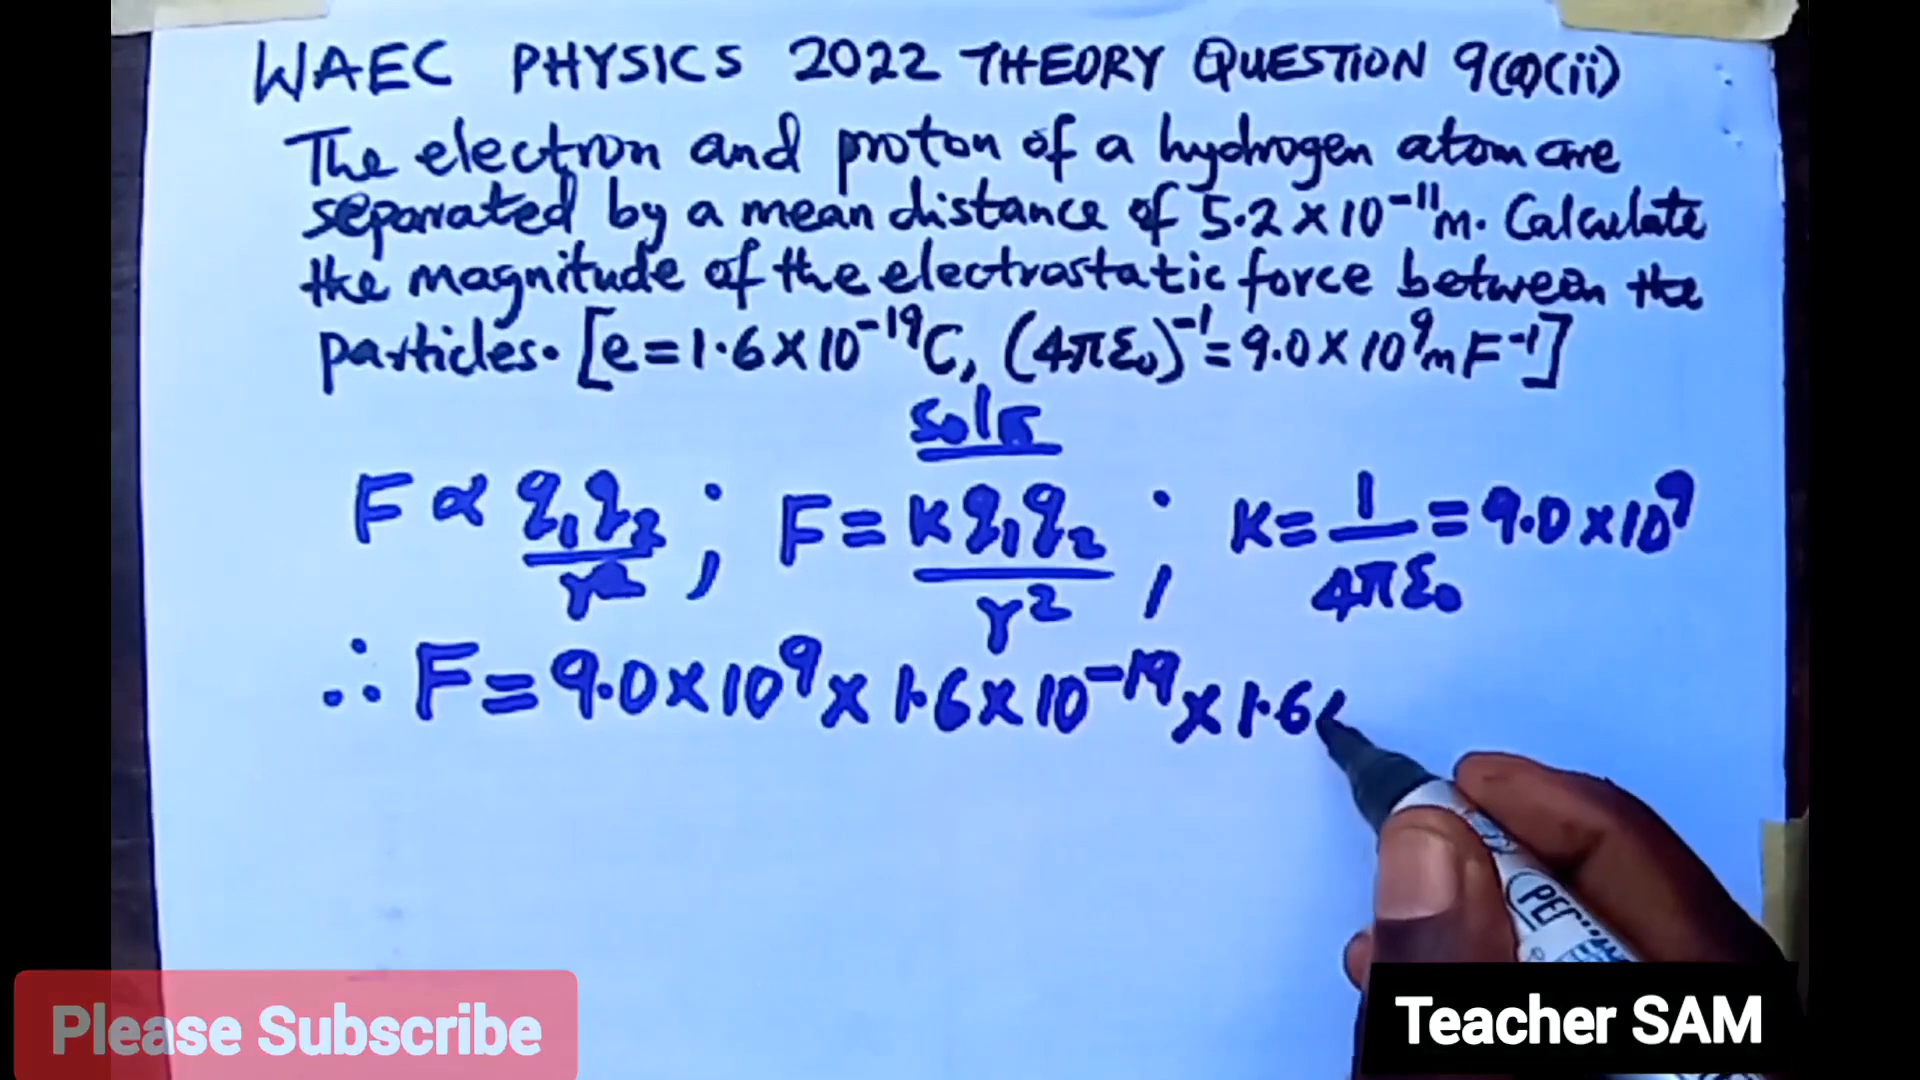 WAEC PHYSICS 2022 THEORY QUESTION 9(a)(ii)
The electron and proton of a hydrogen atom are
separated by a mean distance of 5.2 × 10⁻¹¹m. Calculate
the magnitude of the electrostatic force between the
particles. [e = 1.6 × 10⁻¹⁹C, (4πε₀)⁻¹ = 9.0 × 10⁹mF⁻¹]
F ∝ q₁q₂/r² ; F = kq₁q₂/r² ; K = 1/4πε₀ = 9.0 × 10⁹
∴ F = 9.0 × 10⁹ × 1.6 × 10⁻¹⁹ × 1.6
Please Subscribe
Teacher SAM